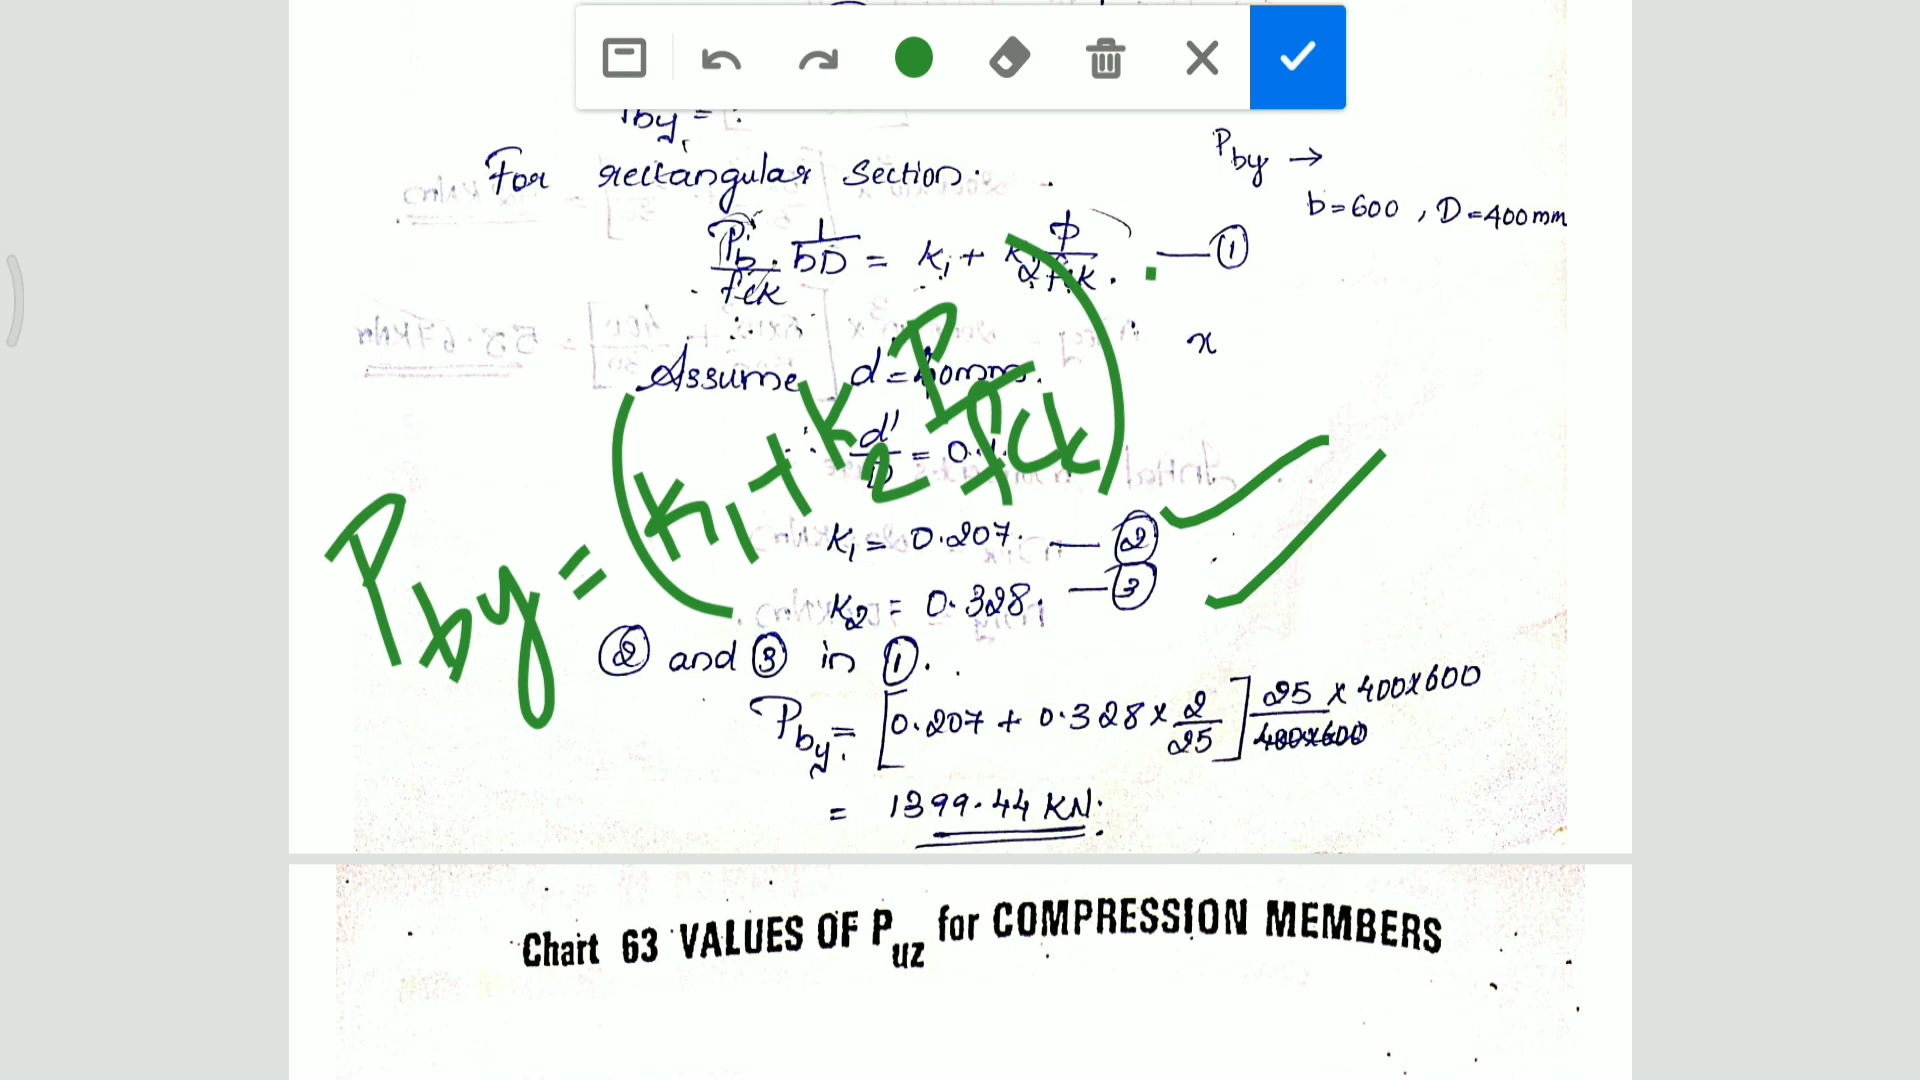 Pby = ?
For rectangular Section.
Pby →
b=600 , D=400mm
Pb/fck . 1/bD = K1 + K2 p/fck. — ①
x
Assume d'=40mm.
∴ d'/D = 0.1
Pby = (K1 + K2 P/fck)
K1 = 0.207. — ②
K2 = 0.328. — ③
② and ③ in ①.
Pby = [0.207 + 0.328 x 2/25] 25 x 400x600
400x600
= 1399.44 KN.
Chart 63 VALUES OF Puz for COMPRESSION MEMBERS